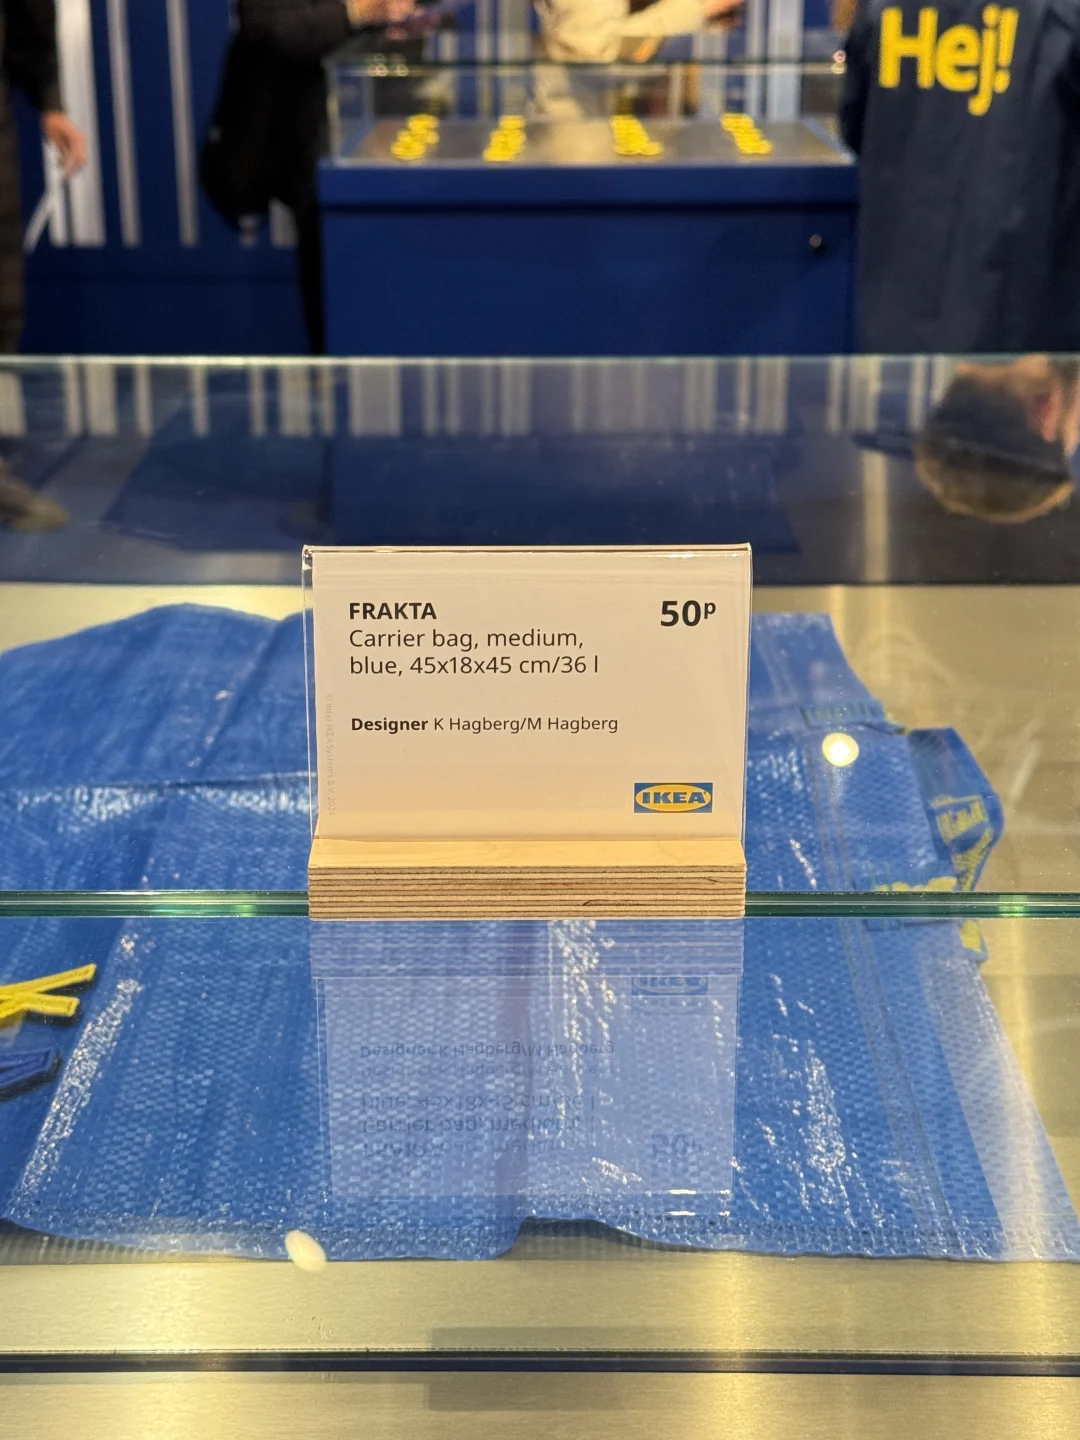 Hej!
FRAKTA
50p
Carrier bag, medium,
blue, 45x18x45 cm/36 l
Designer K Hagberg/M Hagberg
IKEA